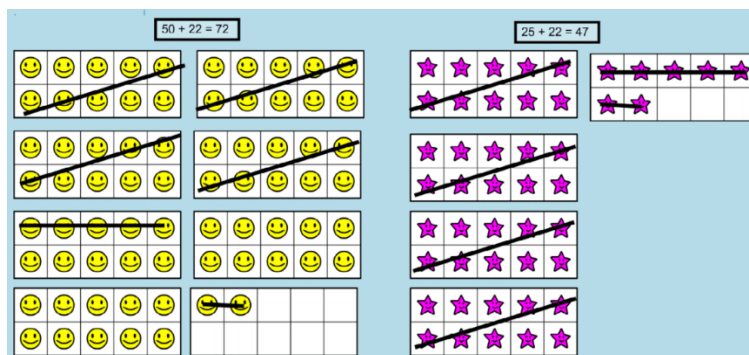 50 + 22 = 72
25 + 22 = 47